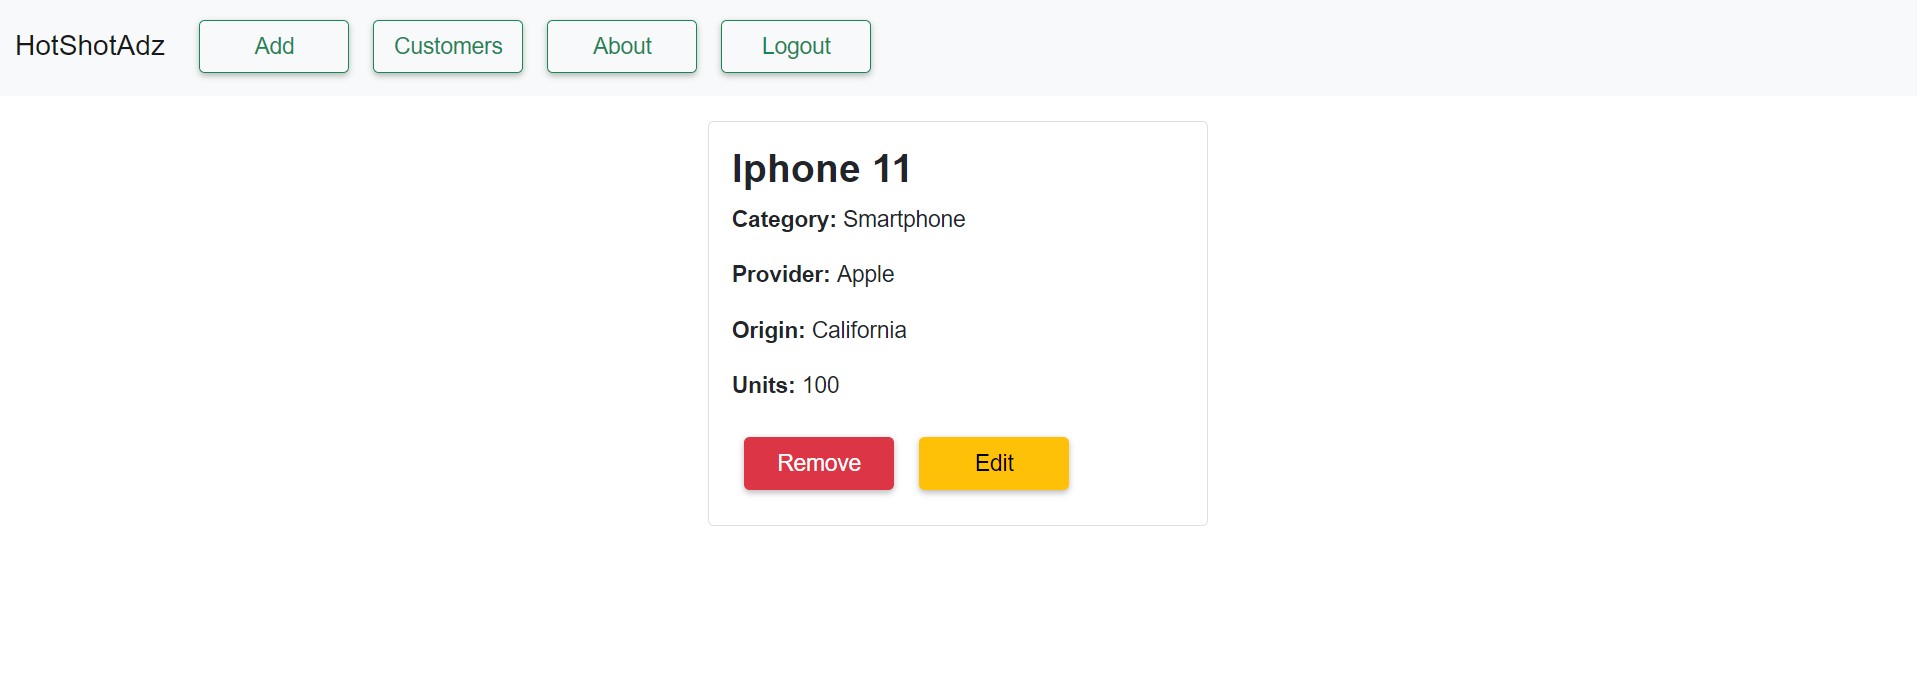 HotShotAdz Add Customers About Logout
Iphone 11
Category: Smartphone
Provider: Apple
Origin: California
Units: 100
Remove Edit